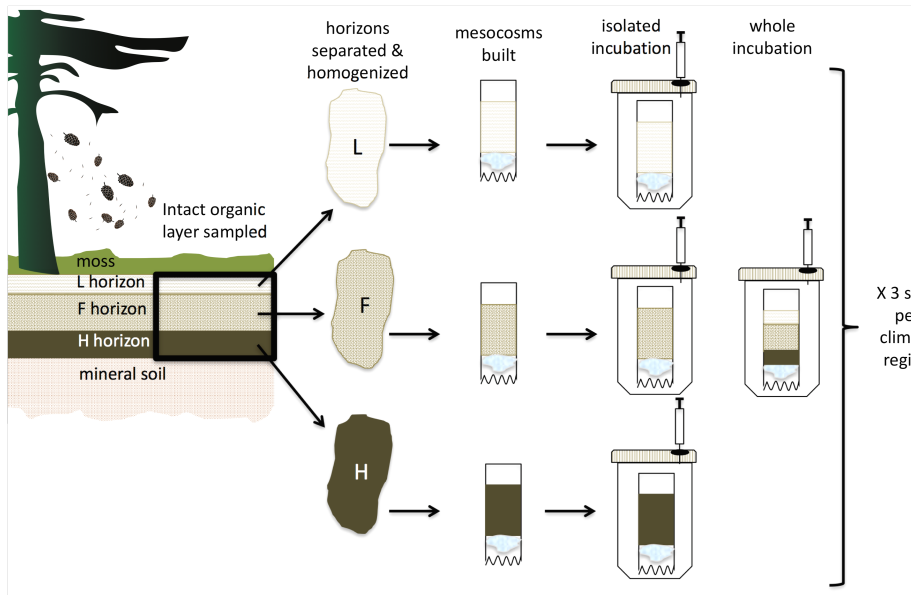 horizons
separated &
homogenized
mesocosms
built
isolated
incubation
whole
incubation
L
Intact organic
layer sampled
moss
L horizon
F horizon
H horizon
mineral soil
F
H
X 3 s
pe
clim
regi